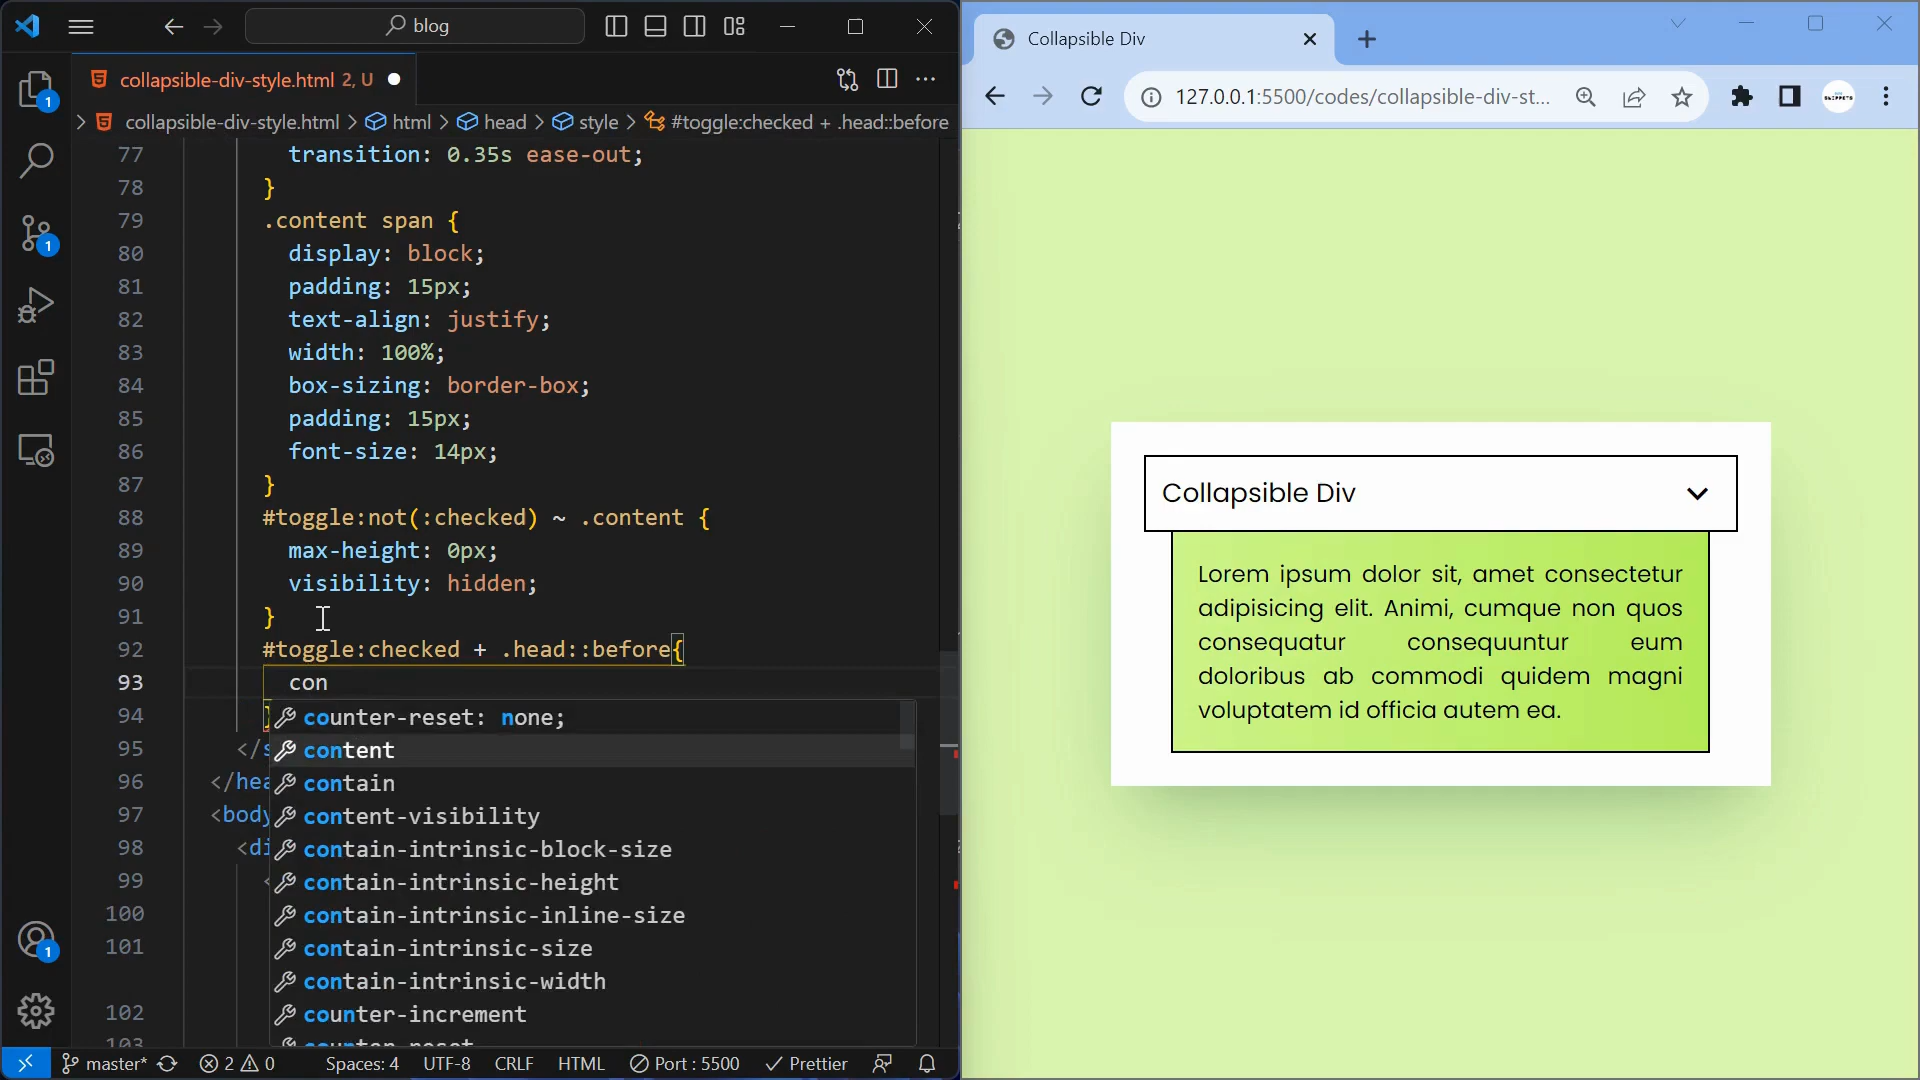 blog
collapsible-div-style.html 2, U
collapsible-div-style.html > html > head > style > #toggle:checked + .head::before
77 transition: 0.35s ease-out;
78 }
79 .content span {
80 display: block;
81 padding: 15px;
82 text-align: justify;
83 width: 100%;
84 box-sizing: border-box;
85 padding: 15px;
86 font-size: 14px;
87 }
88 #toggle:not(:checked) ~ .content {
89 max-height: 0px;
90 visibility: hidden;
91 }
92 #toggle:checked + .head::before{
93 con
94
counter-reset: none;
95 </s
content
96 </hea
contain
97 <body
content-visibility
98 <di
contain-intrinsic-block-size
99 <
contain-intrinsic-height
100
contain-intrinsic-inline-size
101
contain-intrinsic-size
contain-intrinsic-width
102
counter-increment
103
counter-reset
1
1
1
master* 2 0 Spaces: 4 UTF-8 CRLF HTML Port : 5500 Prettier
Collapsible Div
127.0.0.1:5500/codes/collapsible-div-st...
Collapsible Div
Lorem ipsum dolor sit, amet consectetur
adipisicing elit. Animi, cumque non quos
consequatur consequuntur eum
doloribus ab commodi quidem magni
voluptatem id officia autem ea.